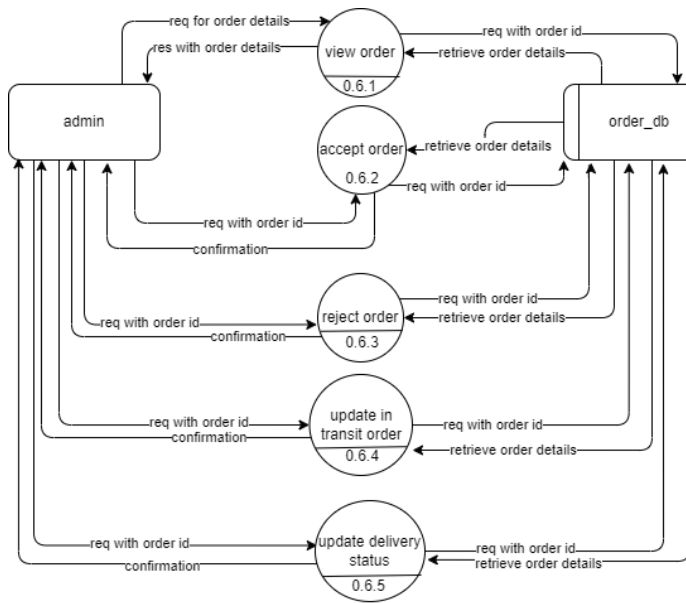 req for order details
res with order details
view order
0.6.1
req with order id
retrieve order details
admin
order_db
accept order
0.6.2
retrieve order details
req with order id
req with order id
confirmation
req with order id
confirmation
reject order
0.6.3
req with order id
retrieve order details
req with order id
confirmation
update in
transit order
0.6.4
req with order id
retrieve order details
req with order id
confirmation
update delivery
status
0.6.5
req with order id
retrieve order details